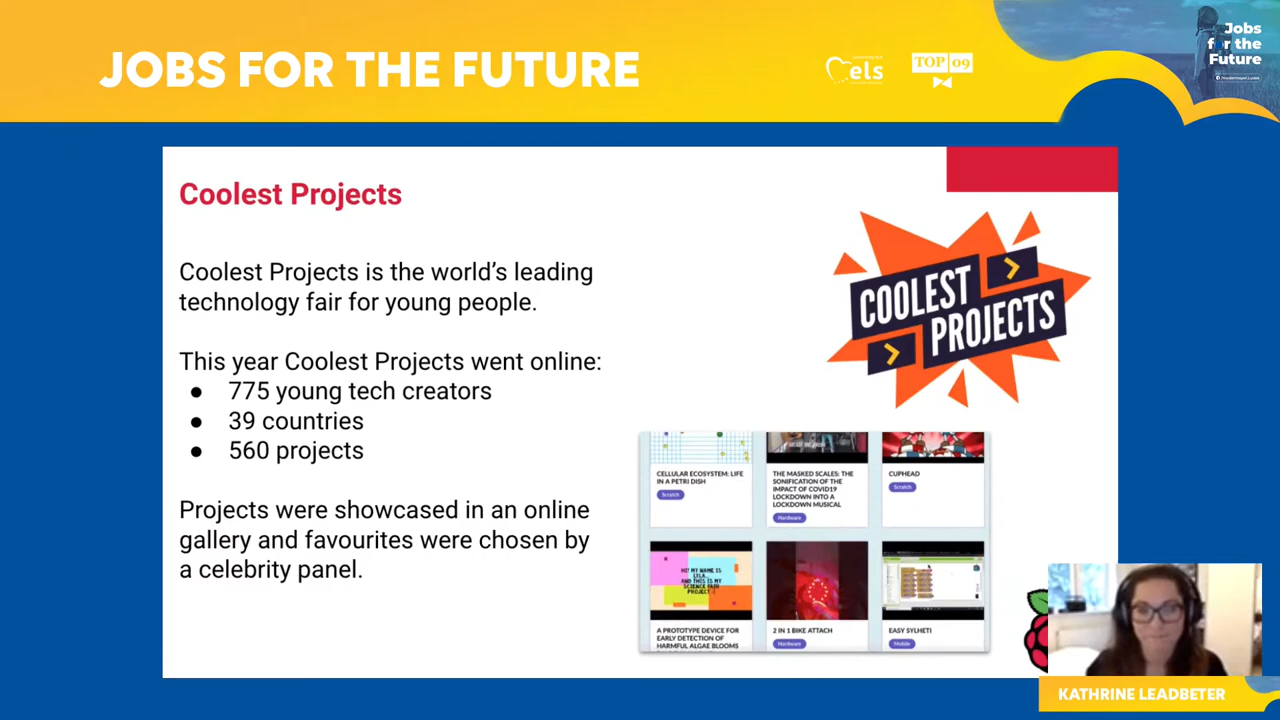 JOBS FOR THE FUTURE
els
TOP 09
Jobs
for the
Future
Coolest Projects
Coolest Projects is the world’s leading
technology fair for young people.
This year Coolest Projects went online:
● 775 young tech creators
● 39 countries
● 560 projects
Projects were showcased in an online
gallery and favourites were chosen by
a celebrity panel.
COOLEST
PROJECTS
CELLULAR ECOSYSTEM: LIFE
IN A PETRI DISH
Scratch
THE MASKED SCALES: THE
SONIFICATION OF THE
IMPACT OF COVID19
LOCKDOWN INTO A
LOCKDOWN MUSICAL
Hardware
CUPHEAD
Scratch
HI! MY NAME IS
LYLA..
AND THIS IS MY
SCIENCE FAIR
PROJECT :)
A PROTOTYPE DEVICE FOR
EARLY DETECTION OF
HARMFUL ALGAE BLOOMS
2 IN 1 BIKE ATTACH
Hardware
EASY SYLHETI
Mobile
KATHRINE LEADBETER